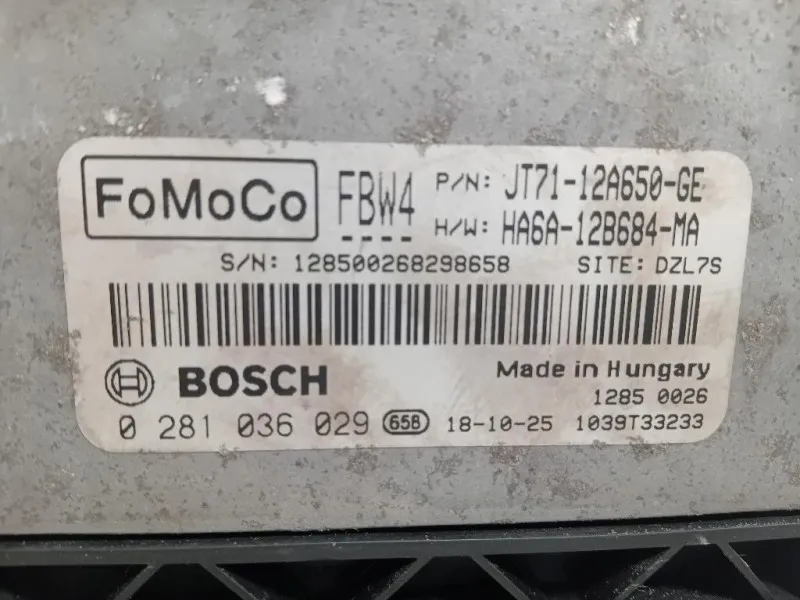 FoMoCo FBW4 P/N: JT71-12A650-GE
H/W: HA6A-12B684-MA
S/N: 128500268298658 SITE: DZL7S
BOSCH Made in Hungary
1285 0026
0 281 036 029 658 18-10-25 1039T33233